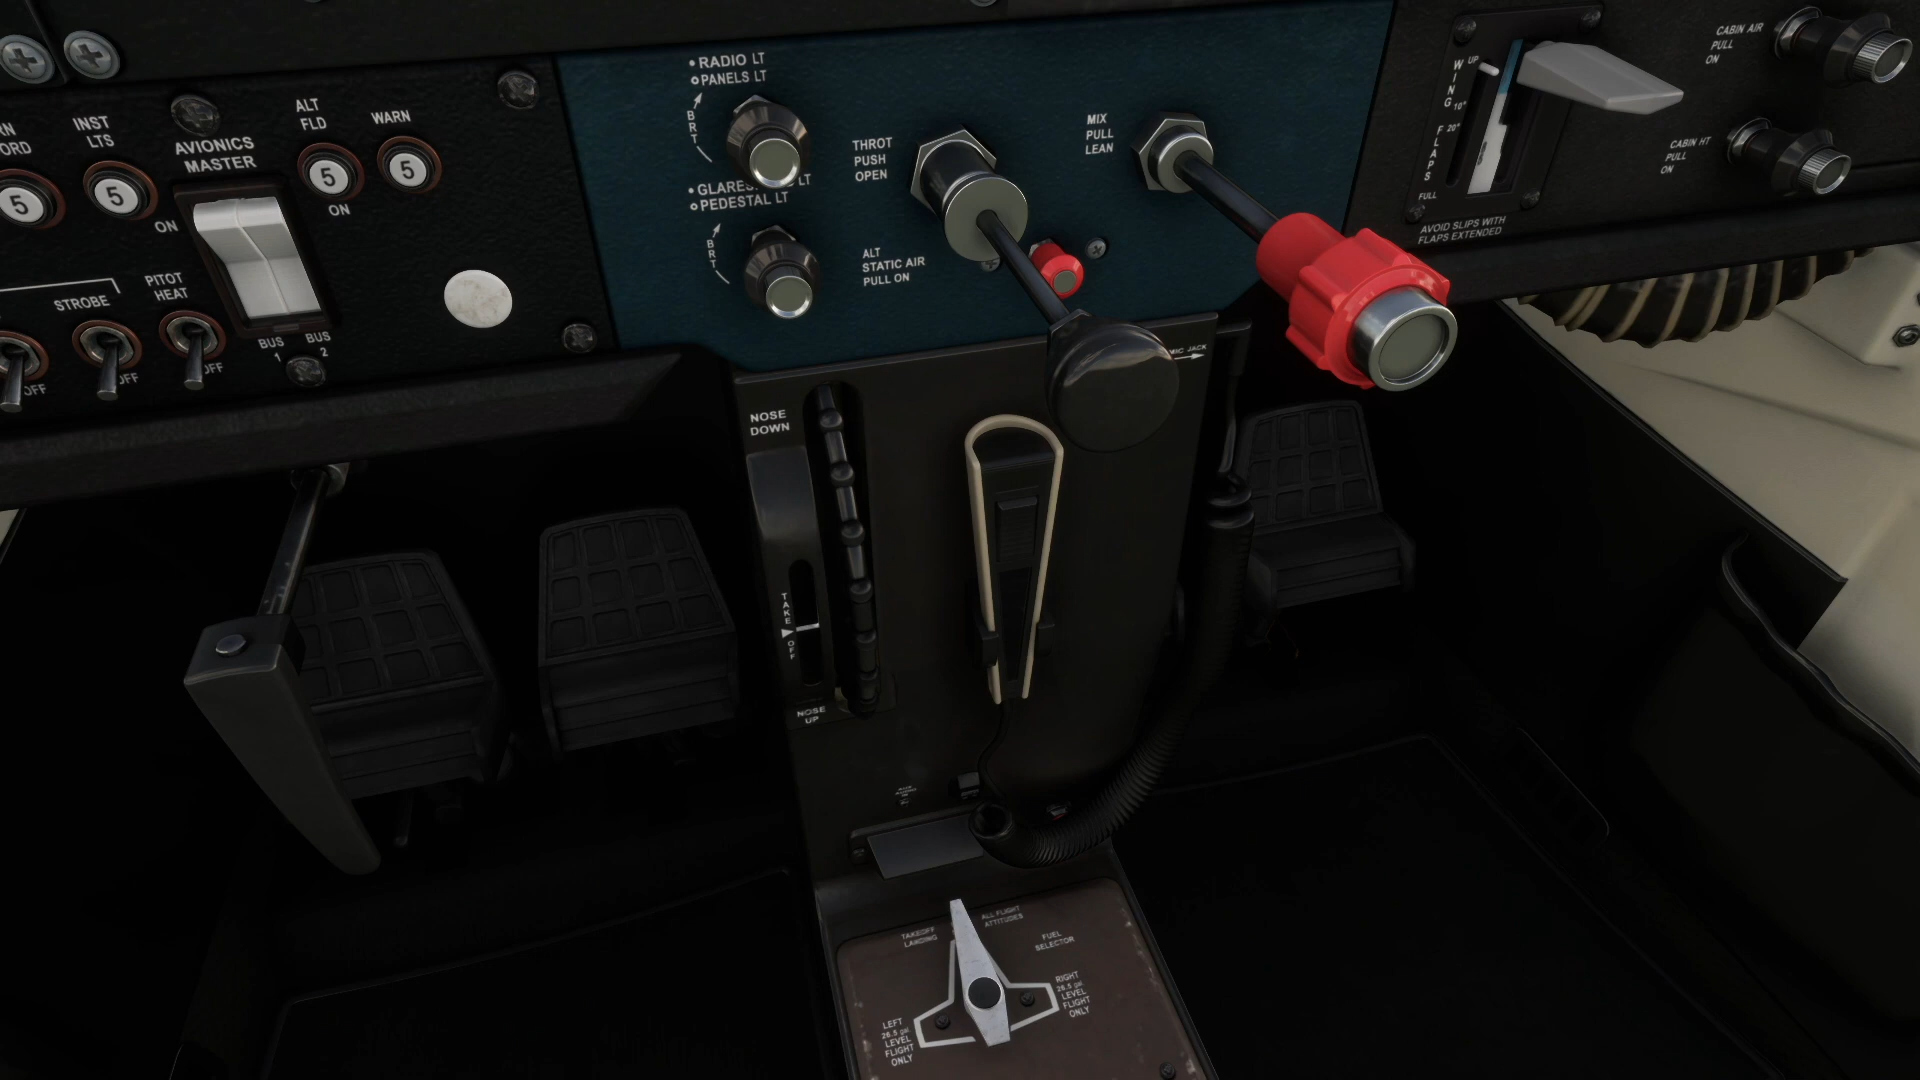 RADIO LT
PANELS LT
BRT
GLARES LT
PEDESTAL LT
BRT
THROT
PUSH
OPEN
ALT
STATIC AIR
PULL ON
MIX
PULL
LEAN
INST
LTS
5
5
AVIONICS
MASTER
ALT
FLD
5
WARN
5
ON
ON
STROBE
PITOT
HEAT
OFF
OFF
OFF
BUS
1
BUS
2
WING FLAPS
UP
10°
20°
FULL
AVOID SLIPS WITH
FLAPS EXTENDED
CABIN AIR
PULL
ON
CABIN HT
PULL
ON
MIC JACK
NOSE
DOWN
TAKE OFF
NOSE
UP
TAKEOFF
LANDING
ALL FLIGHT
ATTITUDES
FUEL
SELECTOR
LEFT
26.5 gal.
LEVEL
FLIGHT
ONLY
RIGHT
26.5 gal.
LEVEL
FLIGHT
ONLY